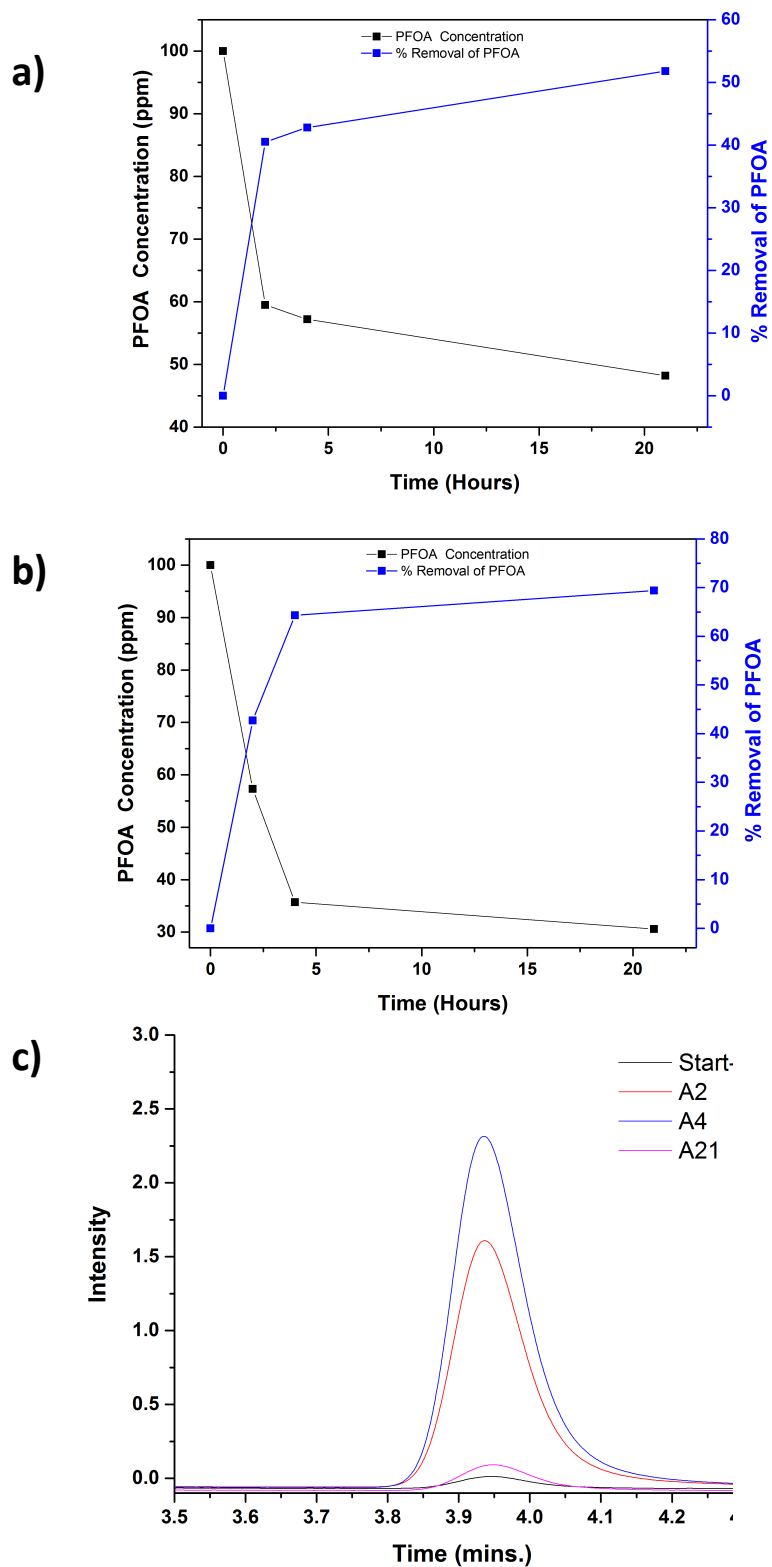 a)
PFOA Concentration
% Removal of PFOA
PFOA Concentration (ppm)
100
90
80
70
60
50
40
% Removal of PFOA
60
50
40
30
20
10
0
0 5 10 15 20
Time (Hours)
b)
PFOA Concentration
% Removal of PFOA
PFOA Concentration (ppm)
100
90
80
70
60
50
40
30
% Removal of PFOA
80
70
60
50
40
30
20
10
0
0 5 10 15 20
Time (Hours)
c)
Start-
A2
A4
A21
Intensity
3.0
2.5
2.0
1.5
1.0
0.5
0.0
3.5 3.6 3.7 3.8 3.9 4.0 4.1 4.2
Time (mins.)